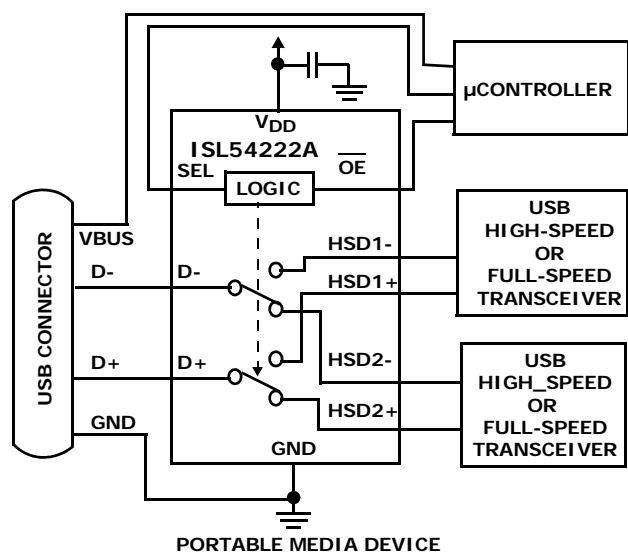 µCONTROLLER
VDD
ISL54222A
SEL
OE
LOGIC
USB CONNECTOR
VBUS
D-
D-
D+
D+
GND
HSD1-
HSD1+
HSD2-
HSD2+
GND
USB
HIGH-SPEED
OR
FULL-SPEED
TRANSCEIVER
USB
HIGH_SPEED
OR
FULL-SPEED
TRANSCEIVER
PORTABLE MEDIA DEVICE